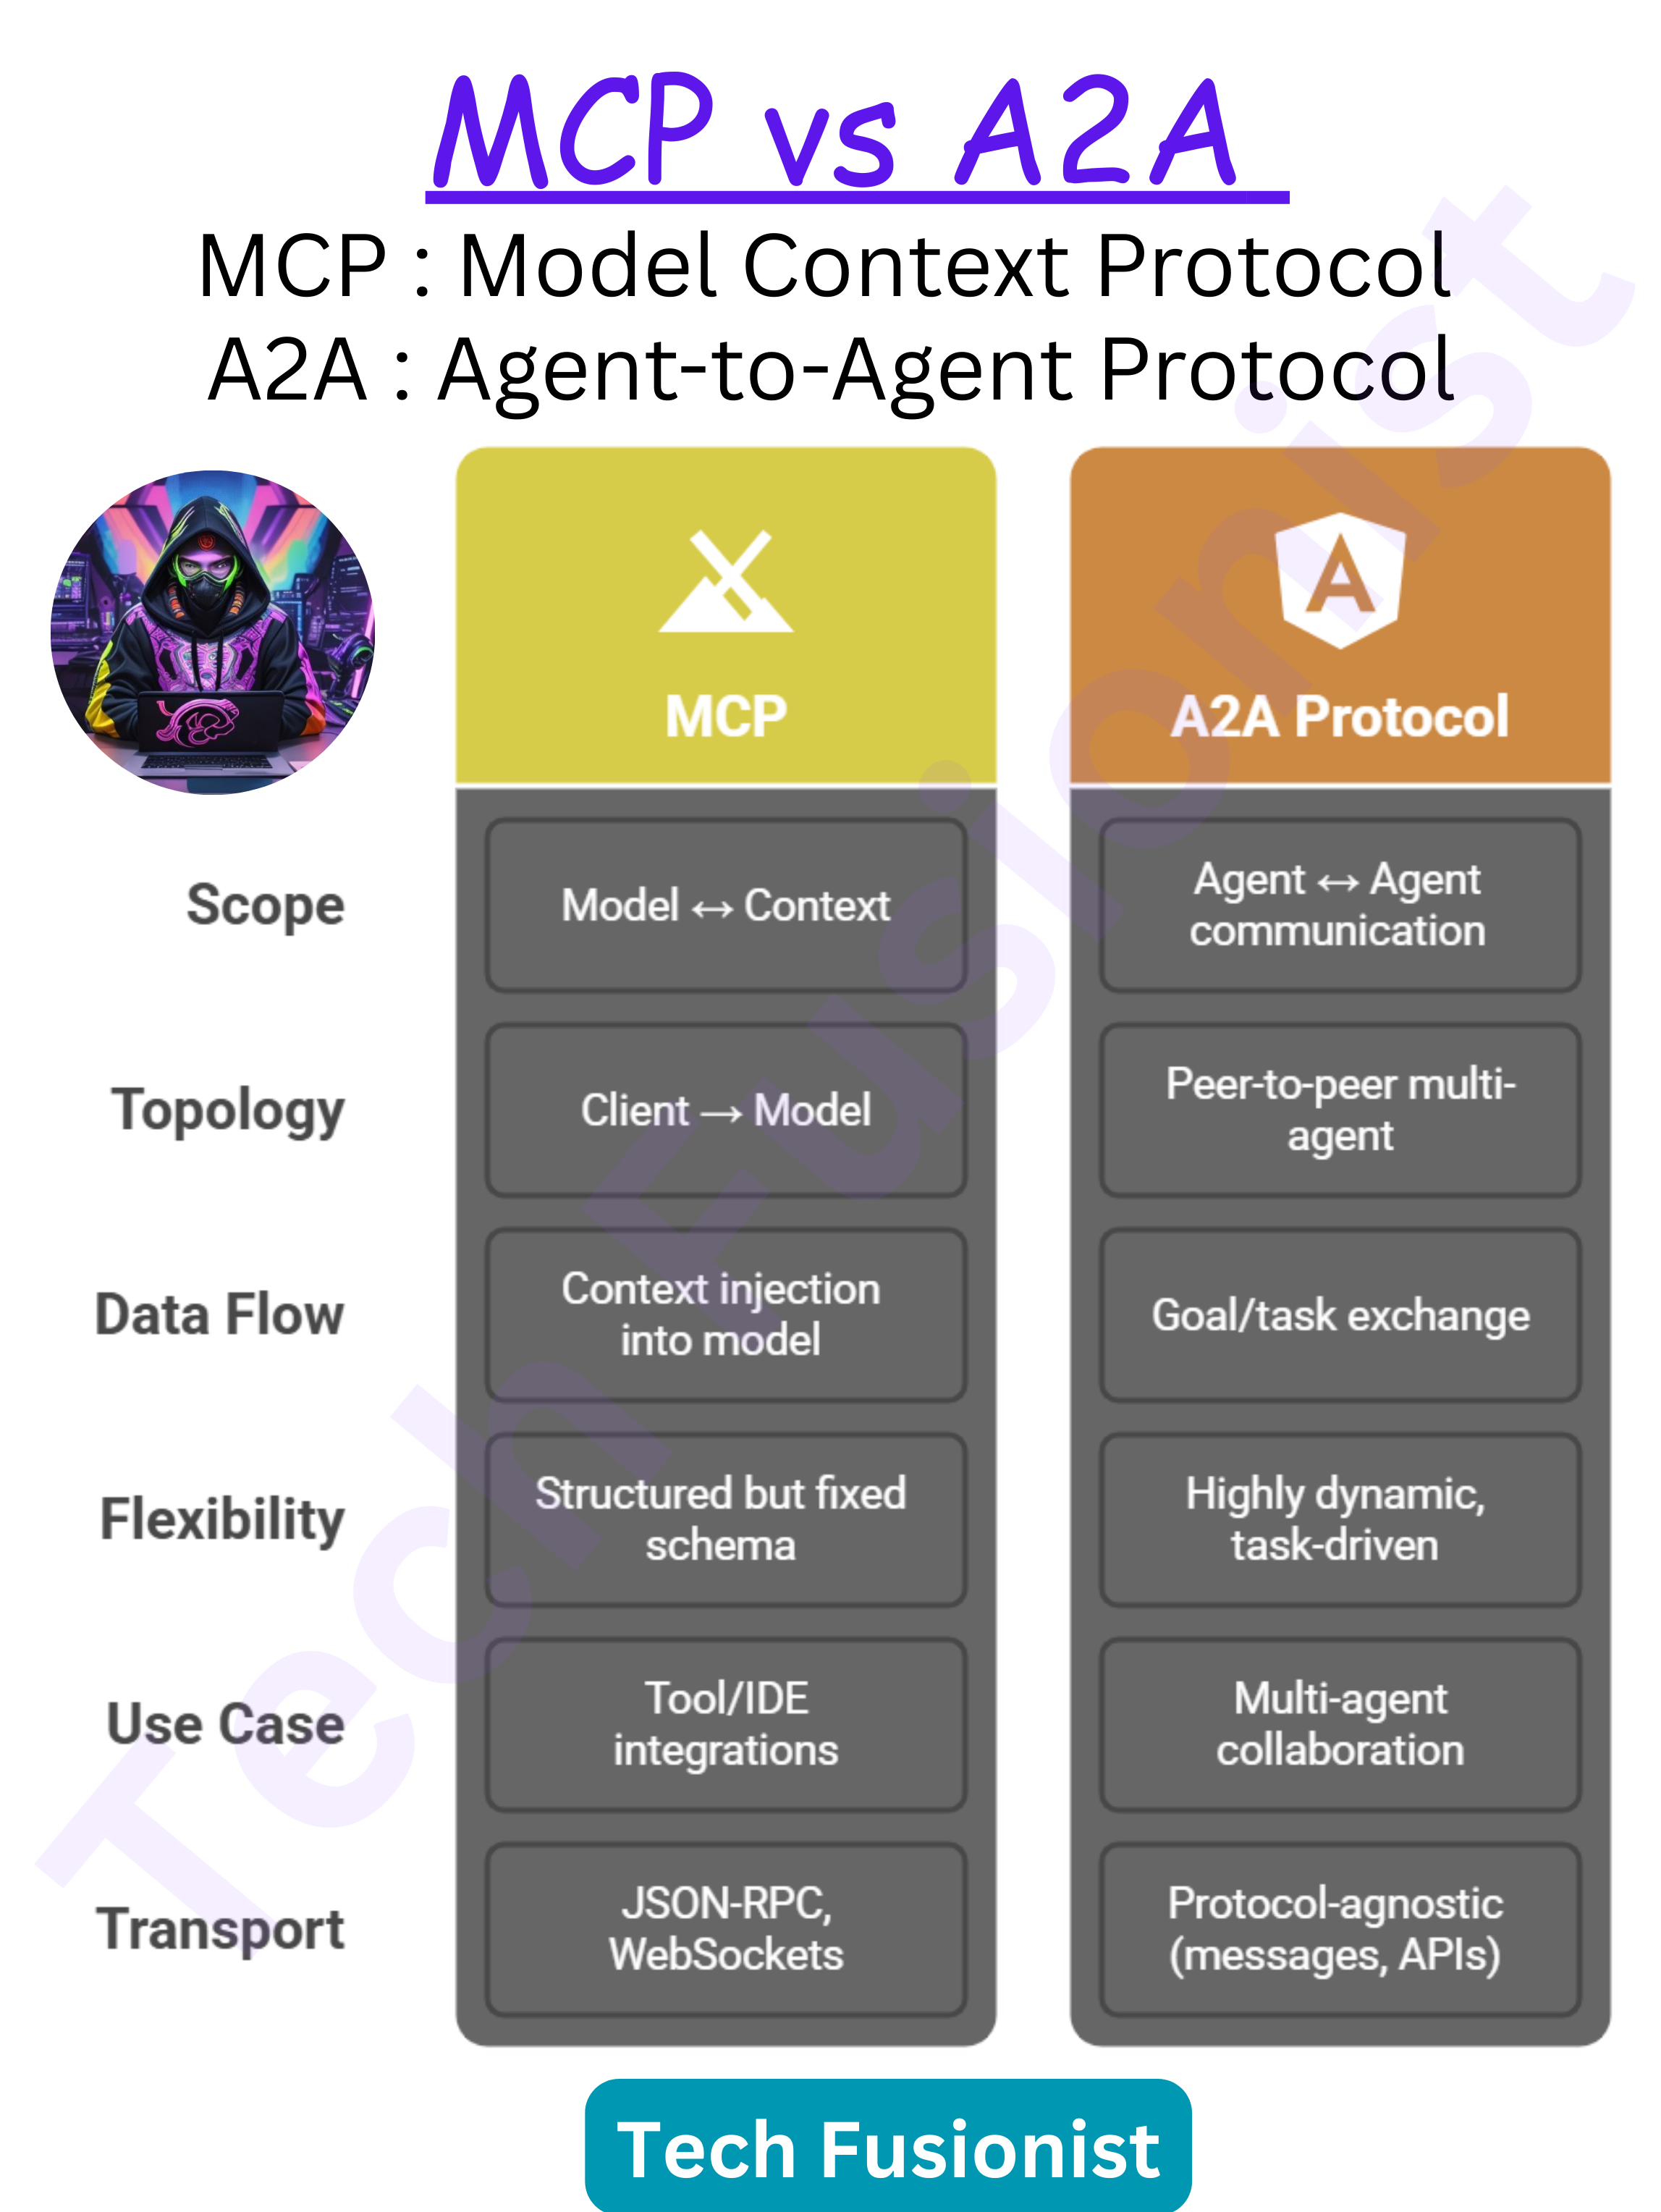 MCP vs A2A
MCP : Model Context Protocol
A2A : Agent-to-Agent Protocol
A
MCP
A2A Protocol
Scope
Model ↔ Context
Agent ↔ Agent
communication
Topology
Client → Model
Peer-to-peer multi-
agent
Data Flow
Context injection
into model
Goal/task exchange
Flexibility
Structured but fixed
schema
Highly dynamic,
task-driven
Use Case
Tool/IDE
integrations
Multi-agent
collaboration
Transport
JSON-RPC,
WebSockets
Protocol-agnostic
(messages, APIs)
Tech Fusionist
Tech Fusionist